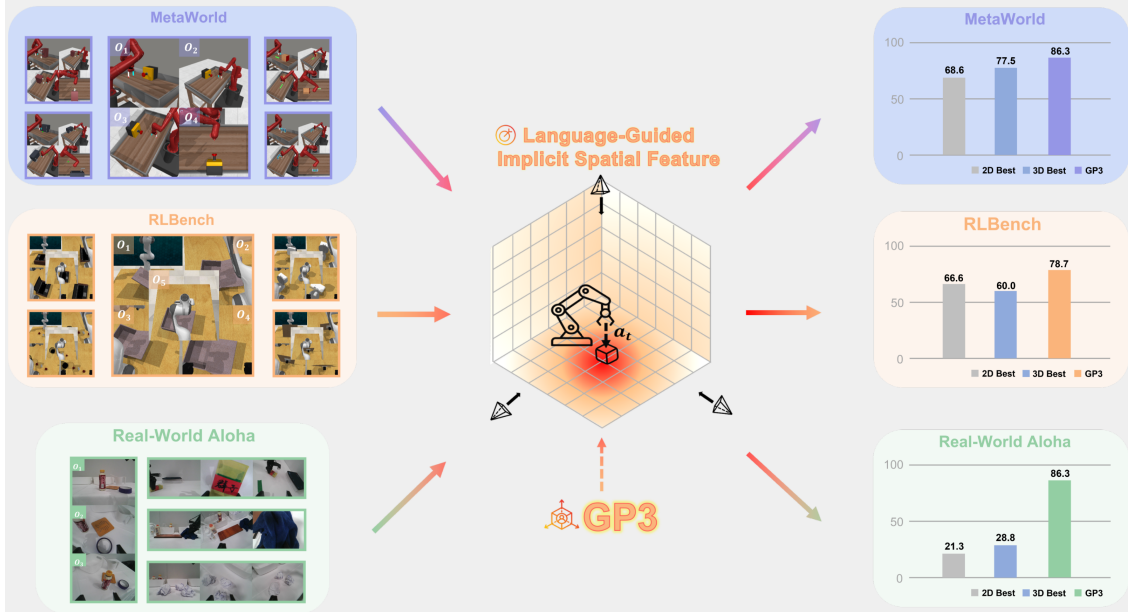 MetaWorld
O₁
O₂
O₃
O₄
RLBench
O₁
O₂
O₅
O₃
O₄
Real-World Aloha
O₁
O₂
O₃
Language-Guided
Implicit Spatial Feature
aₜ
GP3
MetaWorld
100
50
0
68.6
77.5
86.3
2D Best
3D Best
GP3
RLBench
100
50
0
66.6
60.0
78.7
2D Best
3D Best
GP3
Real-World Aloha
100
50
0
21.3
28.8
86.3
2D Best
3D Best
GP3